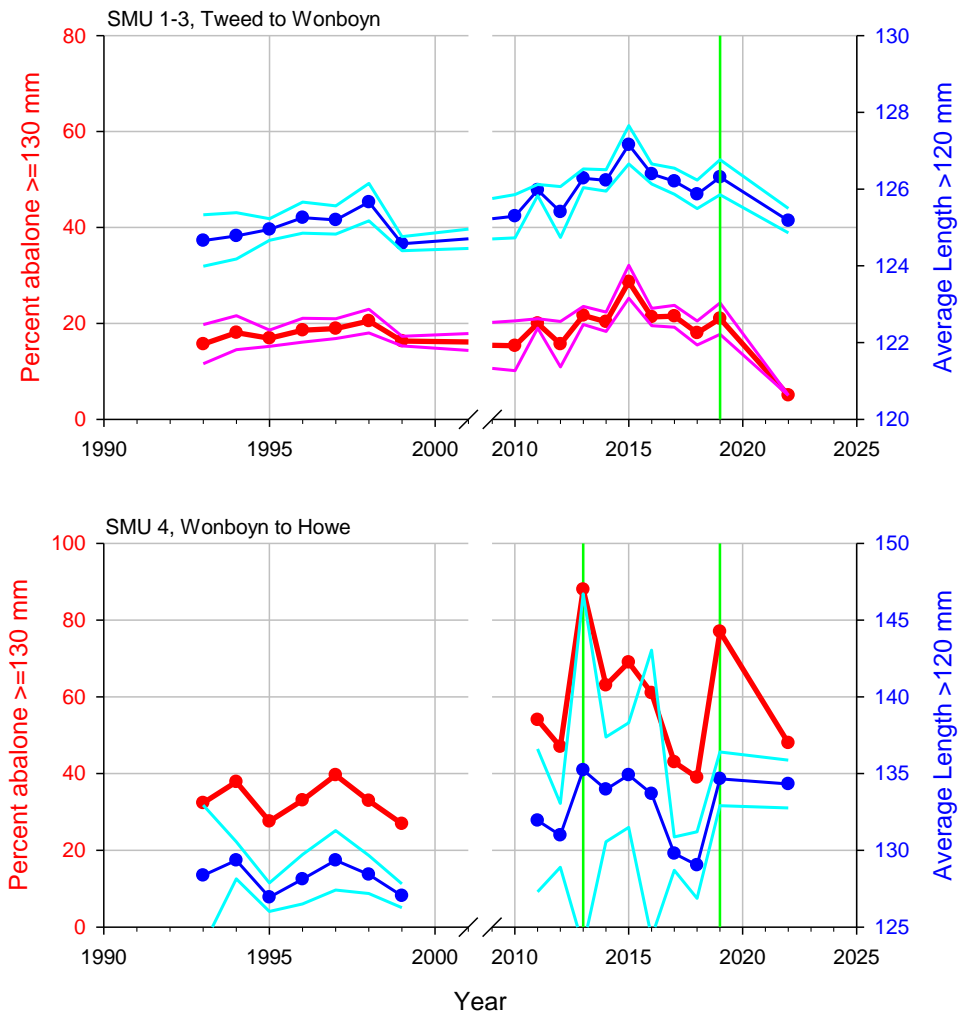 SMU 1-3, Tweed to Wonboyn
Percent abalone >=130 mm
80
60
40
20
0
130
128
126
124
122
120
Average Length >120 mm
1990 1995 2000 2010 2015 2020 2025
SMU 4, Wonboyn to Howe
Percent abalone >=130 mm
100
80
60
40
20
0
150
145
140
135
130
125
Average Length >120 mm
1990 1995 2000 2010 2015 2020 2025
Year